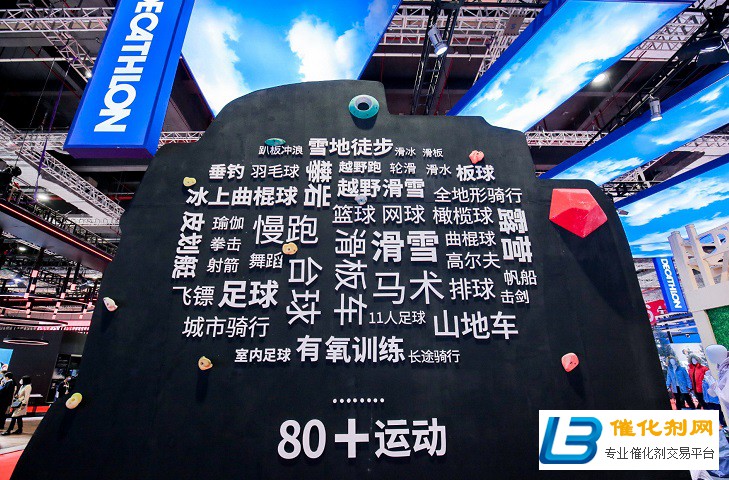 DECATHLON
趴板冲浪 雪地徒步 滑冰 滑板
垂钓 羽毛球 攀岩 越野跑 轮滑 滑水 板球
水上曲棍球 越野滑雪 全地形骑行
皮划艇 瑜伽 慢跑 篮球 网球 橄榄球 露营
拳击 滑板车 滑雪 曲棍球
射箭 舞蹈 台球 高尔夫
飞镖 足球 马术 排球 帆船
击剑
城市骑行 11人足球 山地车
室内足球 有氧训练 长途骑行
........
80+运动
DECATHLON
催化剂网
专业催化剂交易平台